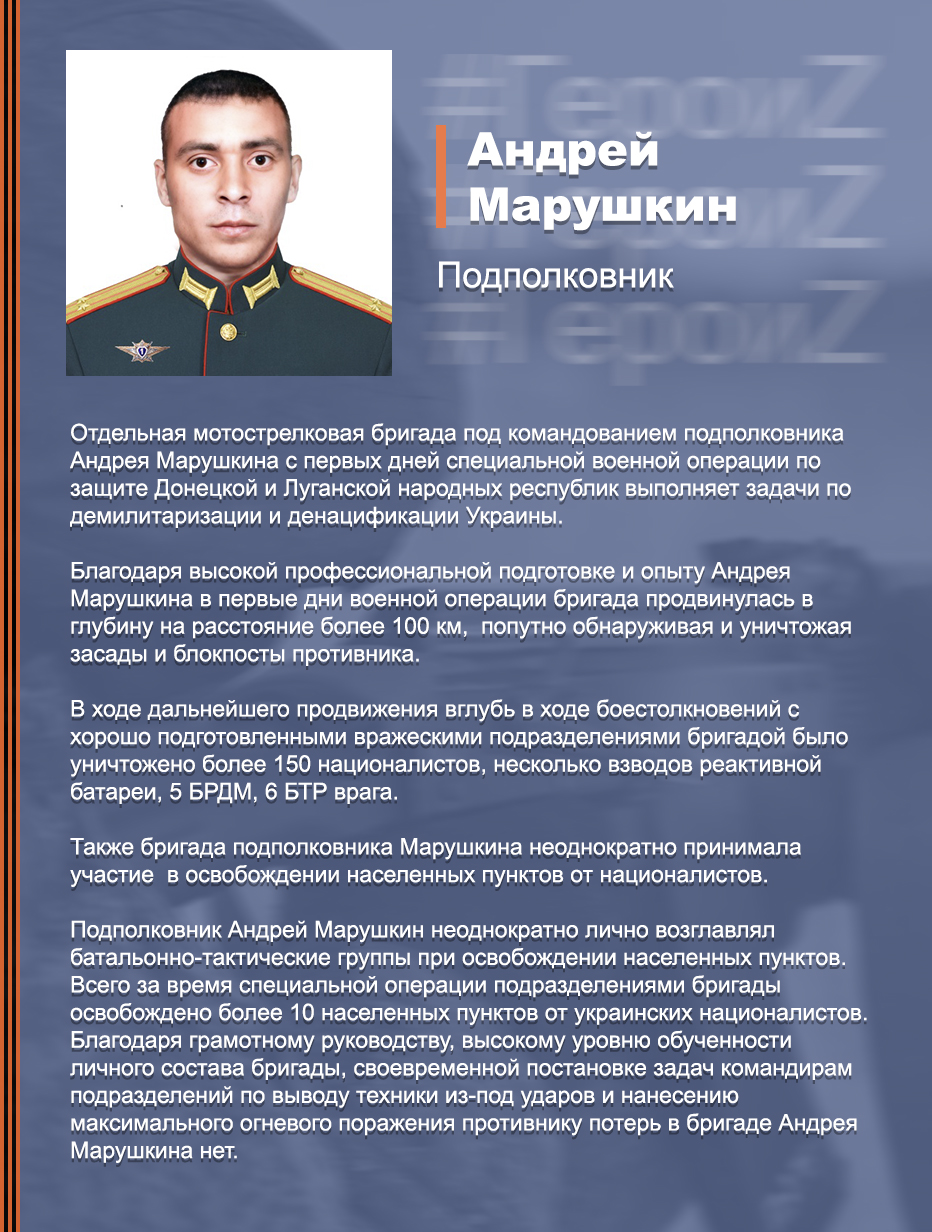 #ГероиZ
Андрей
#ГероиZ
Марушкин
Подполковник
#ГероиZ
Отдельная мотострелковая бригада под командованием подполковника
Андрея Марушкина с первых дней специальной военной операции по
защите Донецкой и Луганской народных республик выполняет задачи по
демилитаризации и денацификации Украины.
Благодаря высокой профессиональной подготовке и опыту Андрея
Марушкина в первые дни военной операции бригада продвинулась в
глубину на расстояние более 100 км,  попутно обнаруживая и уничтожая
засады и блокпосты противника.
В ходе дальнейшего продвижения вглубь в ходе боестолкновений с
хорошо подготовленными вражескими подразделениями бригадой было
уничтожено более 150 националистов, несколько взводов реактивной
батареи, 5 БРДМ, 6 БТР врага.
Также бригада подполковника Марушкина неоднократно принимала
участие  в освобождении населенных пунктов от националистов.
Подполковник Андрей Марушкин неоднократно лично возглавлял
батальонно-тактические группы при освобождении населенных пунктов.
Всего за время специальной операции подразделениями бригады
освобождено более 10 населенных пунктов от украинских националистов.
Благодаря грамотному руководству, высокому уровню обученности
личного состава бригады, своевременной постановке задач командирам
подразделений по выводу техники из-под ударов и нанесению
максимального огневого поражения противнику потерь в бригаде Андрея
Марушкина нет.